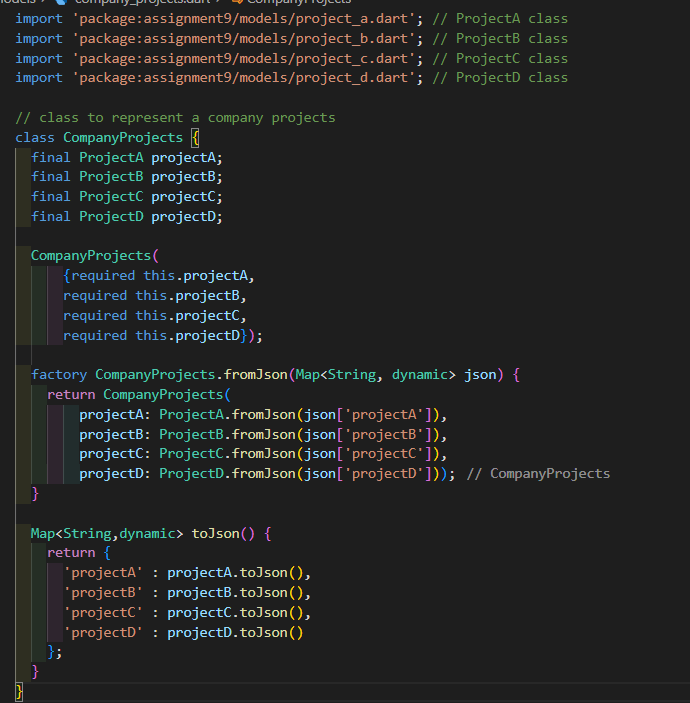 company_projects.dart > CompanyProjects
import 'package:assignment9/models/project_a.dart'; // ProjectA class
import 'package:assignment9/models/project_b.dart'; // ProjectB class
import 'package:assignment9/models/project_c.dart'; // ProjectC class
import 'package:assignment9/models/project_d.dart'; // ProjectD class

// class to represent a company projects
class CompanyProjects {
  final ProjectA projectA;
  final ProjectB projectB;
  final ProjectC projectC;
  final ProjectD projectD;

  CompanyProjects(
      {required this.projectA,
      required this.projectB,
      required this.projectC,
      required this.projectD});

  factory CompanyProjects.fromJson(Map<String, dynamic> json) {
    return CompanyProjects(
        projectA: ProjectA.fromJson(json['projectA']),
        projectB: ProjectB.fromJson(json['projectB']),
        projectC: ProjectC.fromJson(json['projectC']),
        projectD: ProjectD.fromJson(json['projectD'])); // CompanyProjects
  }

  Map<String,dynamic> toJson() {
    return {
      'projectA' : projectA.toJson(),
      'projectB' : projectB.toJson(),
      'projectC' : projectC.toJson(),
      'projectD' : projectD.toJson()
    };
  }
}